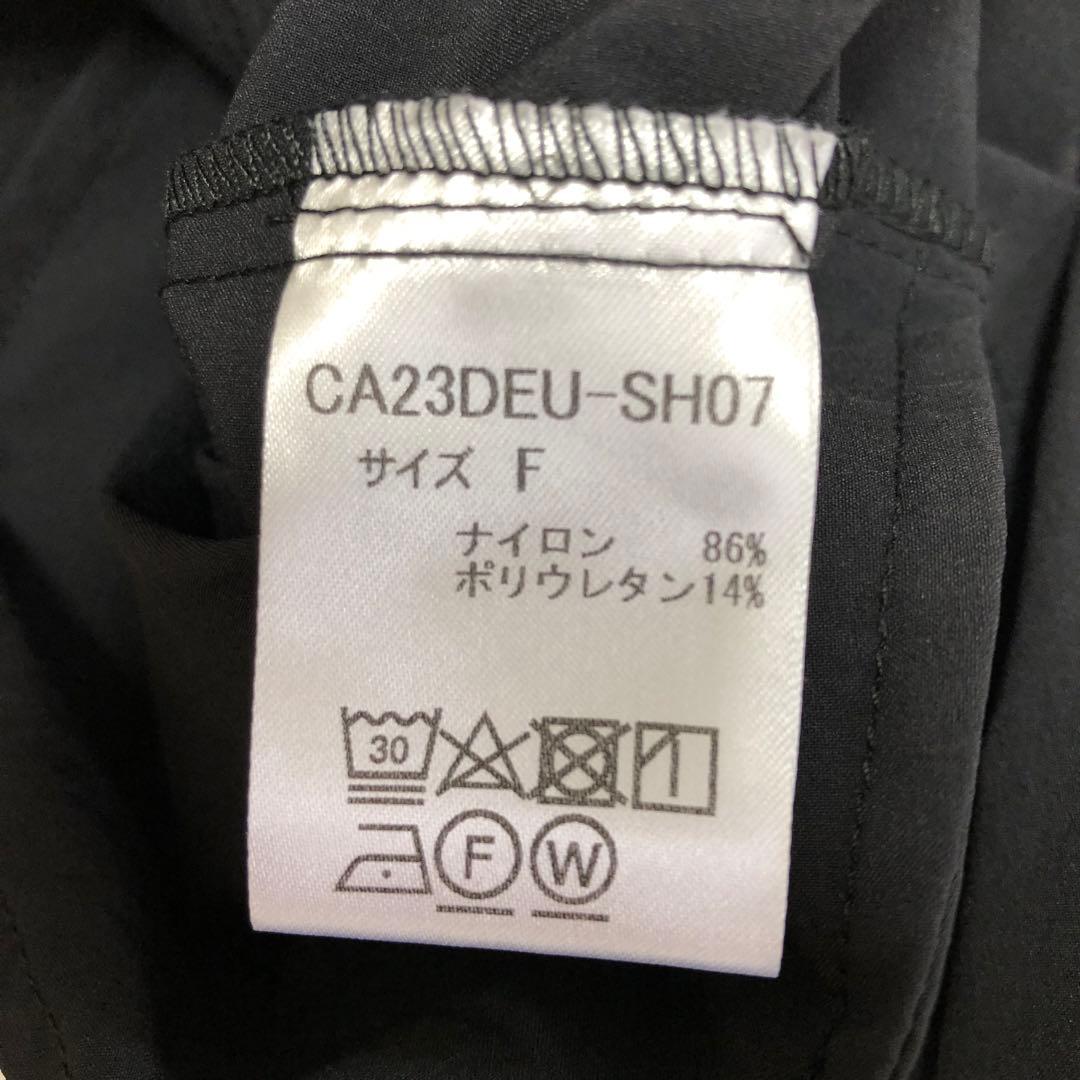 CA23DEU-SH07
サイズ F
ナイロン 86%
ポリウレタン14%
30
F W